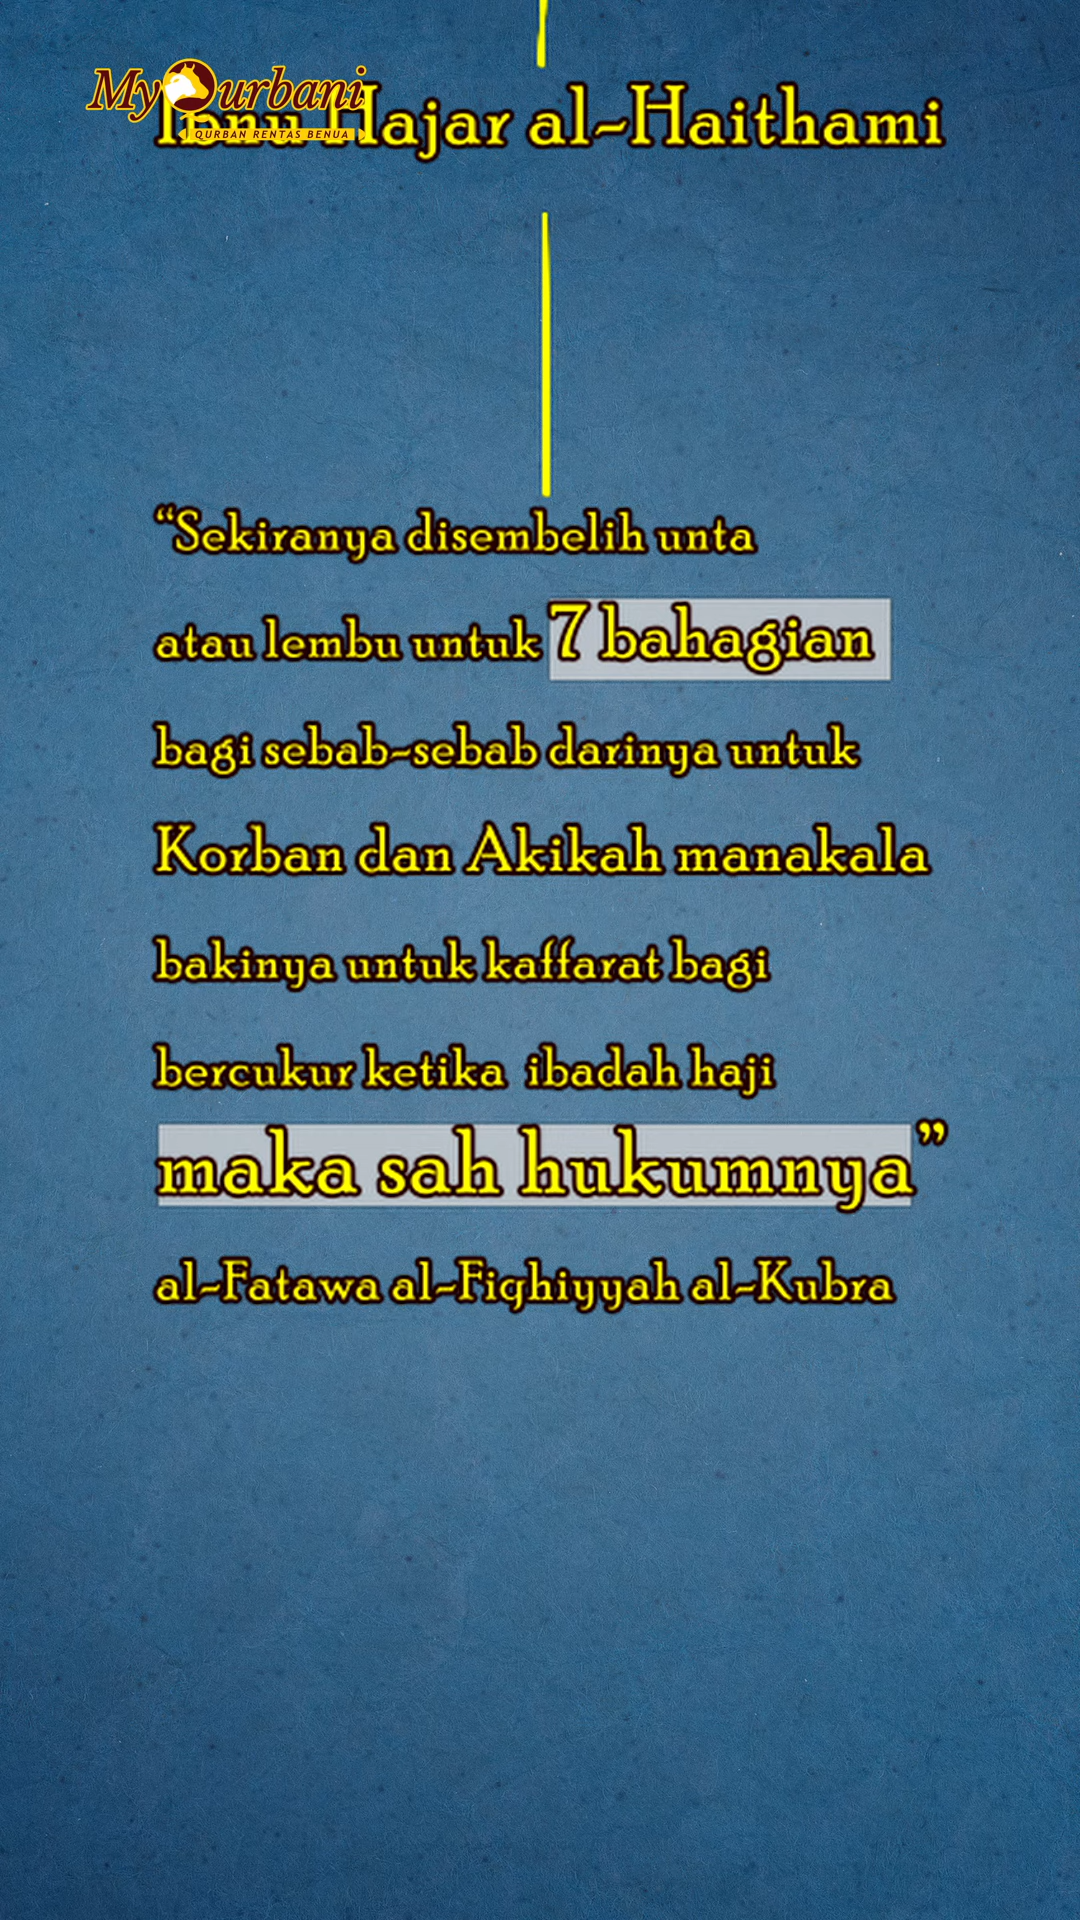 MyQurbani
QURBAN RENTAS BENUA
Ibnu Hajar al-Haithami
“Sekiranya disembelih unta
atau lembu untuk 7 bahagian
bagi sebab-sebab darinya untuk
Korban dan Akikah manakala
bakinya untuk kaffarat bagi
bercukur ketika ibadah haji
maka sah hukumnya”
al-Fatawa al-Fiqhiyyah al-Kubra